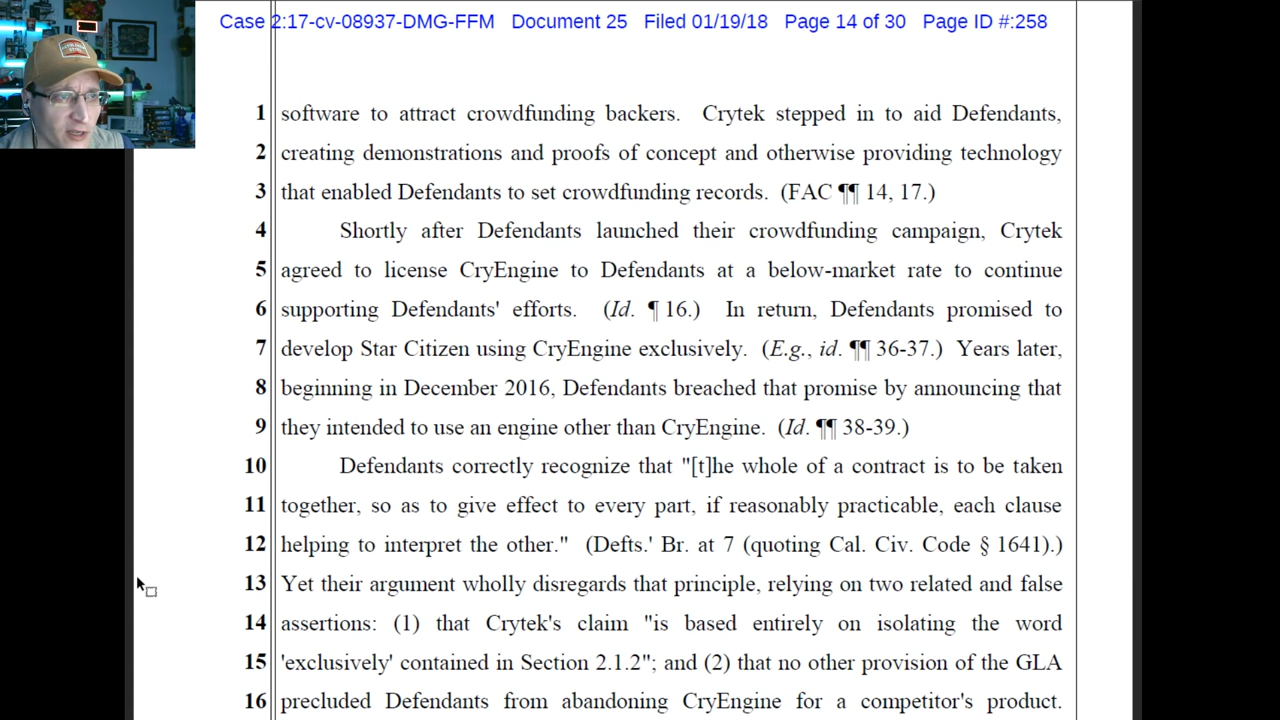 Case 2:17-cv-08937-DMG-FFM Document 25 Filed 01/19/18 Page 14 of 30 Page ID #:258
1 software to attract crowdfunding backers. Crytek stepped in to aid Defendants,
2 creating demonstrations and proofs of concept and otherwise providing technology
3 that enabled Defendants to set crowdfunding records. (FAC ¶¶ 14, 17.)
4 Shortly after Defendants launched their crowdfunding campaign, Crytek
5 agreed to license CryEngine to Defendants at a below-market rate to continue
6 supporting Defendants' efforts. (Id. ¶ 16.) In return, Defendants promised to
7 develop Star Citizen using CryEngine exclusively. (E.g., id. ¶¶ 36-37.) Years later,
8 beginning in December 2016, Defendants breached that promise by announcing that
9 they intended to use an engine other than CryEngine. (Id. ¶¶ 38-39.)
10 Defendants correctly recognize that "[t]he whole of a contract is to be taken
11 together, so as to give effect to every part, if reasonably practicable, each clause
12 helping to interpret the other." (Defts.' Br. at 7 (quoting Cal. Civ. Code § 1641).)
13 Yet their argument wholly disregards that principle, relying on two related and false
14 assertions: (1) that Crytek's claim "is based entirely on isolating the word
15 'exclusively' contained in Section 2.1.2"; and (2) that no other provision of the GLA
16 precluded Defendants from abandoning CryEngine for a competitor's product.